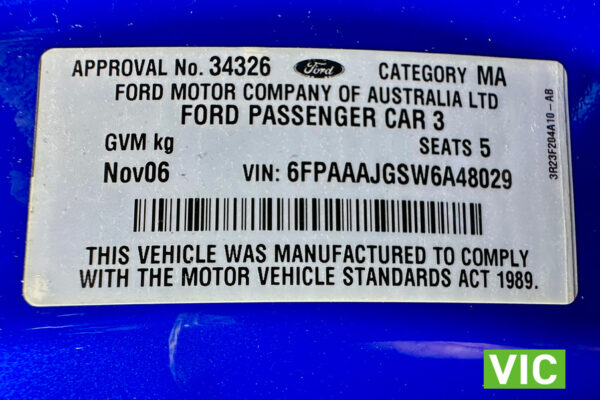 APPROVAL No. 34326 Ford CATEGORY MA
FORD MOTOR COMPANY OF AUSTRALIA LTD
FORD PASSENGER CAR 3
GVM kg SEATS 5
Nov06 VIN: 6FPAAAJGSW6A48029
THIS VEHICLE WAS MANUFACTURED TO COMPLY
WITH THE MOTOR VEHICLE STANDARDS ACT 1989.
3R23F204A10-AB
VIC